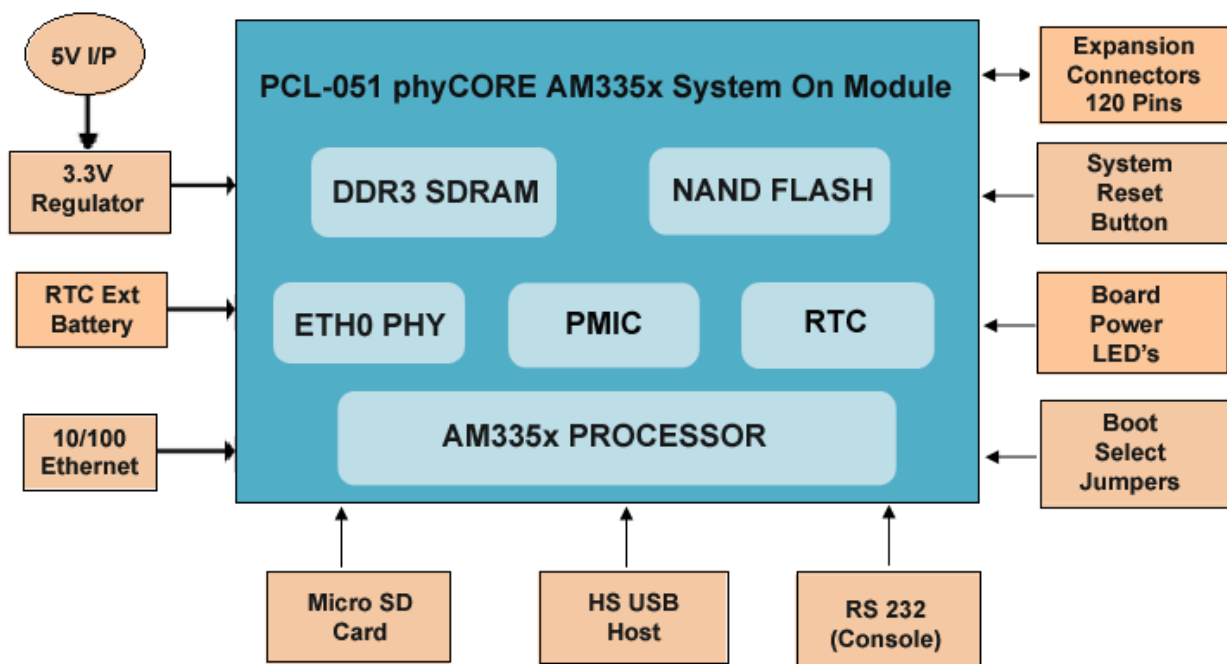 5V I/P
3.3V
Regulator
RTC Ext
Battery
10/100
Ethernet
PCL-051 phyCORE AM335x System On Module
DDR3 SDRAM
NAND FLASH
ETH0 PHY
PMIC
RTC
AM335x PROCESSOR
Expansion
Connectors
120 Pins
System
Reset
Button
Board
Power
LED's
Boot
Select
Jumpers
Micro SD
Card
HS USB
Host
RS 232
(Console)